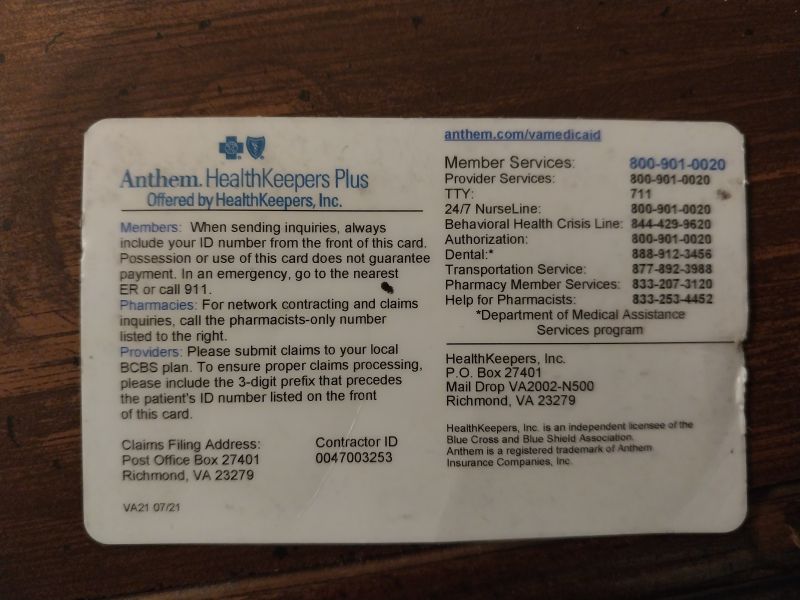 Anthem. HealthKeepers Plus
Offered by HealthKeepers, Inc.
Members: When sending inquiries, always
include your ID number from the front of this card.
Possession or use of this card does not guarantee
payment. In an emergency, go to the nearest
ER or call 911.
Pharmacies: For network contracting and claims
inquiries, call the pharmacists-only number
listed to the right.
Providers: Please submit claims to your local
BCBS plan. To ensure proper claims processing,
please include the 3-digit prefix that precedes
the patient's ID number listed on the front
of this card.
Claims Filing Address:
Post Office Box 27401
Richmond, VA 23279
Contractor ID
0047003253
VA21 07/21
anthem.com/vamedicaid
Member Services: 800-901-0020
Provider Services: 800-901-0020
TTY: 711
24/7 NurseLine: 800-901-0020
Behavioral Health Crisis Line: 844-429-9620
Authorization: 800-901-0020
Dental:* 888-912-3456
Transportation Service: 877-892-3988
Pharmacy Member Services: 833-207-3120
Help for Pharmacists: 833-253-4452
*Department of Medical Assistance
Services program
HealthKeepers, Inc.
P.O. Box 27401
Mail Drop VA2002-N500
Richmond, VA 23279
HealthKeepers, Inc. is an independent licensee of the
Blue Cross and Blue Shield Association.
Anthem is a registered trademark of Anthem
Insurance Companies, Inc.